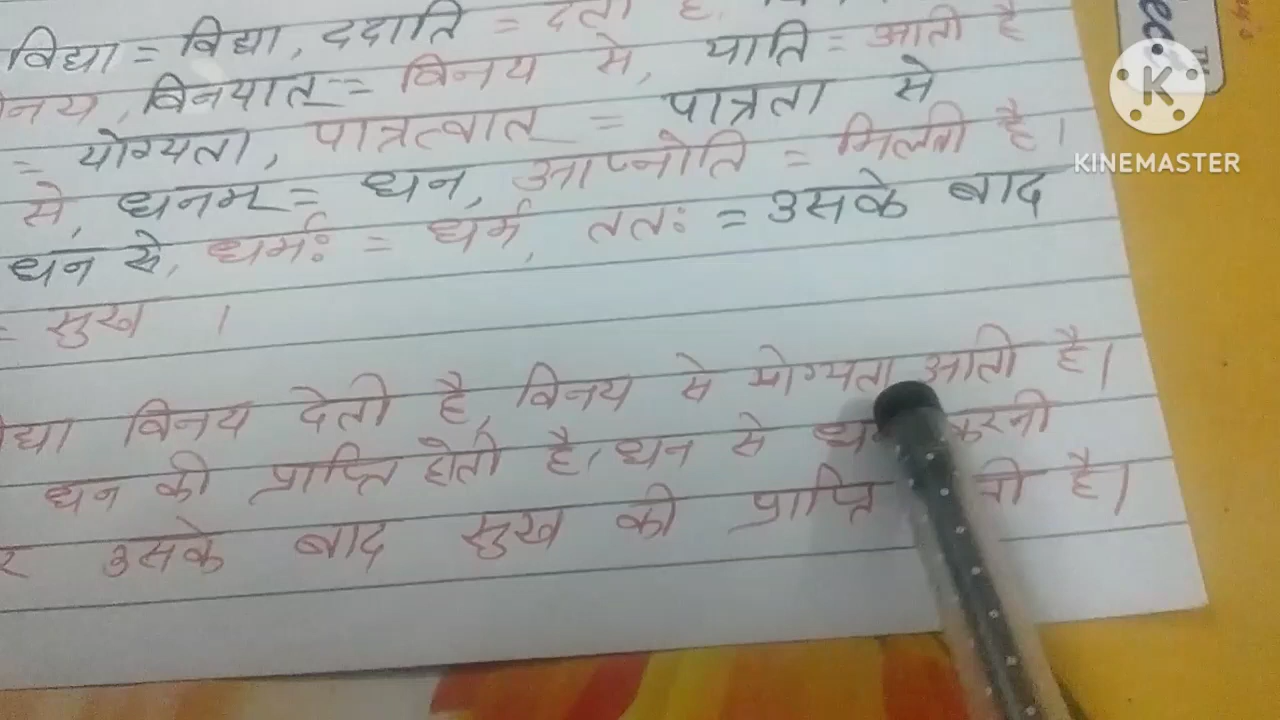 विद्या = विद्या, ददाति = देती है,
विनयात् = विनय से, याति = आती है
= योग्यता, पात्रत्वात् = पात्रता से
से, धनम् = धन, आप्नोति = मिलती है।
धन से, धर्मः = धर्म, ततः = उसके बाद
= सुख ।
विनय देती है, विनय से योग्यता आती है।
धन की प्राप्ति होती है, धन से करनी
उसके बाद सुख की प्राप्ति है।
KINEMASTER